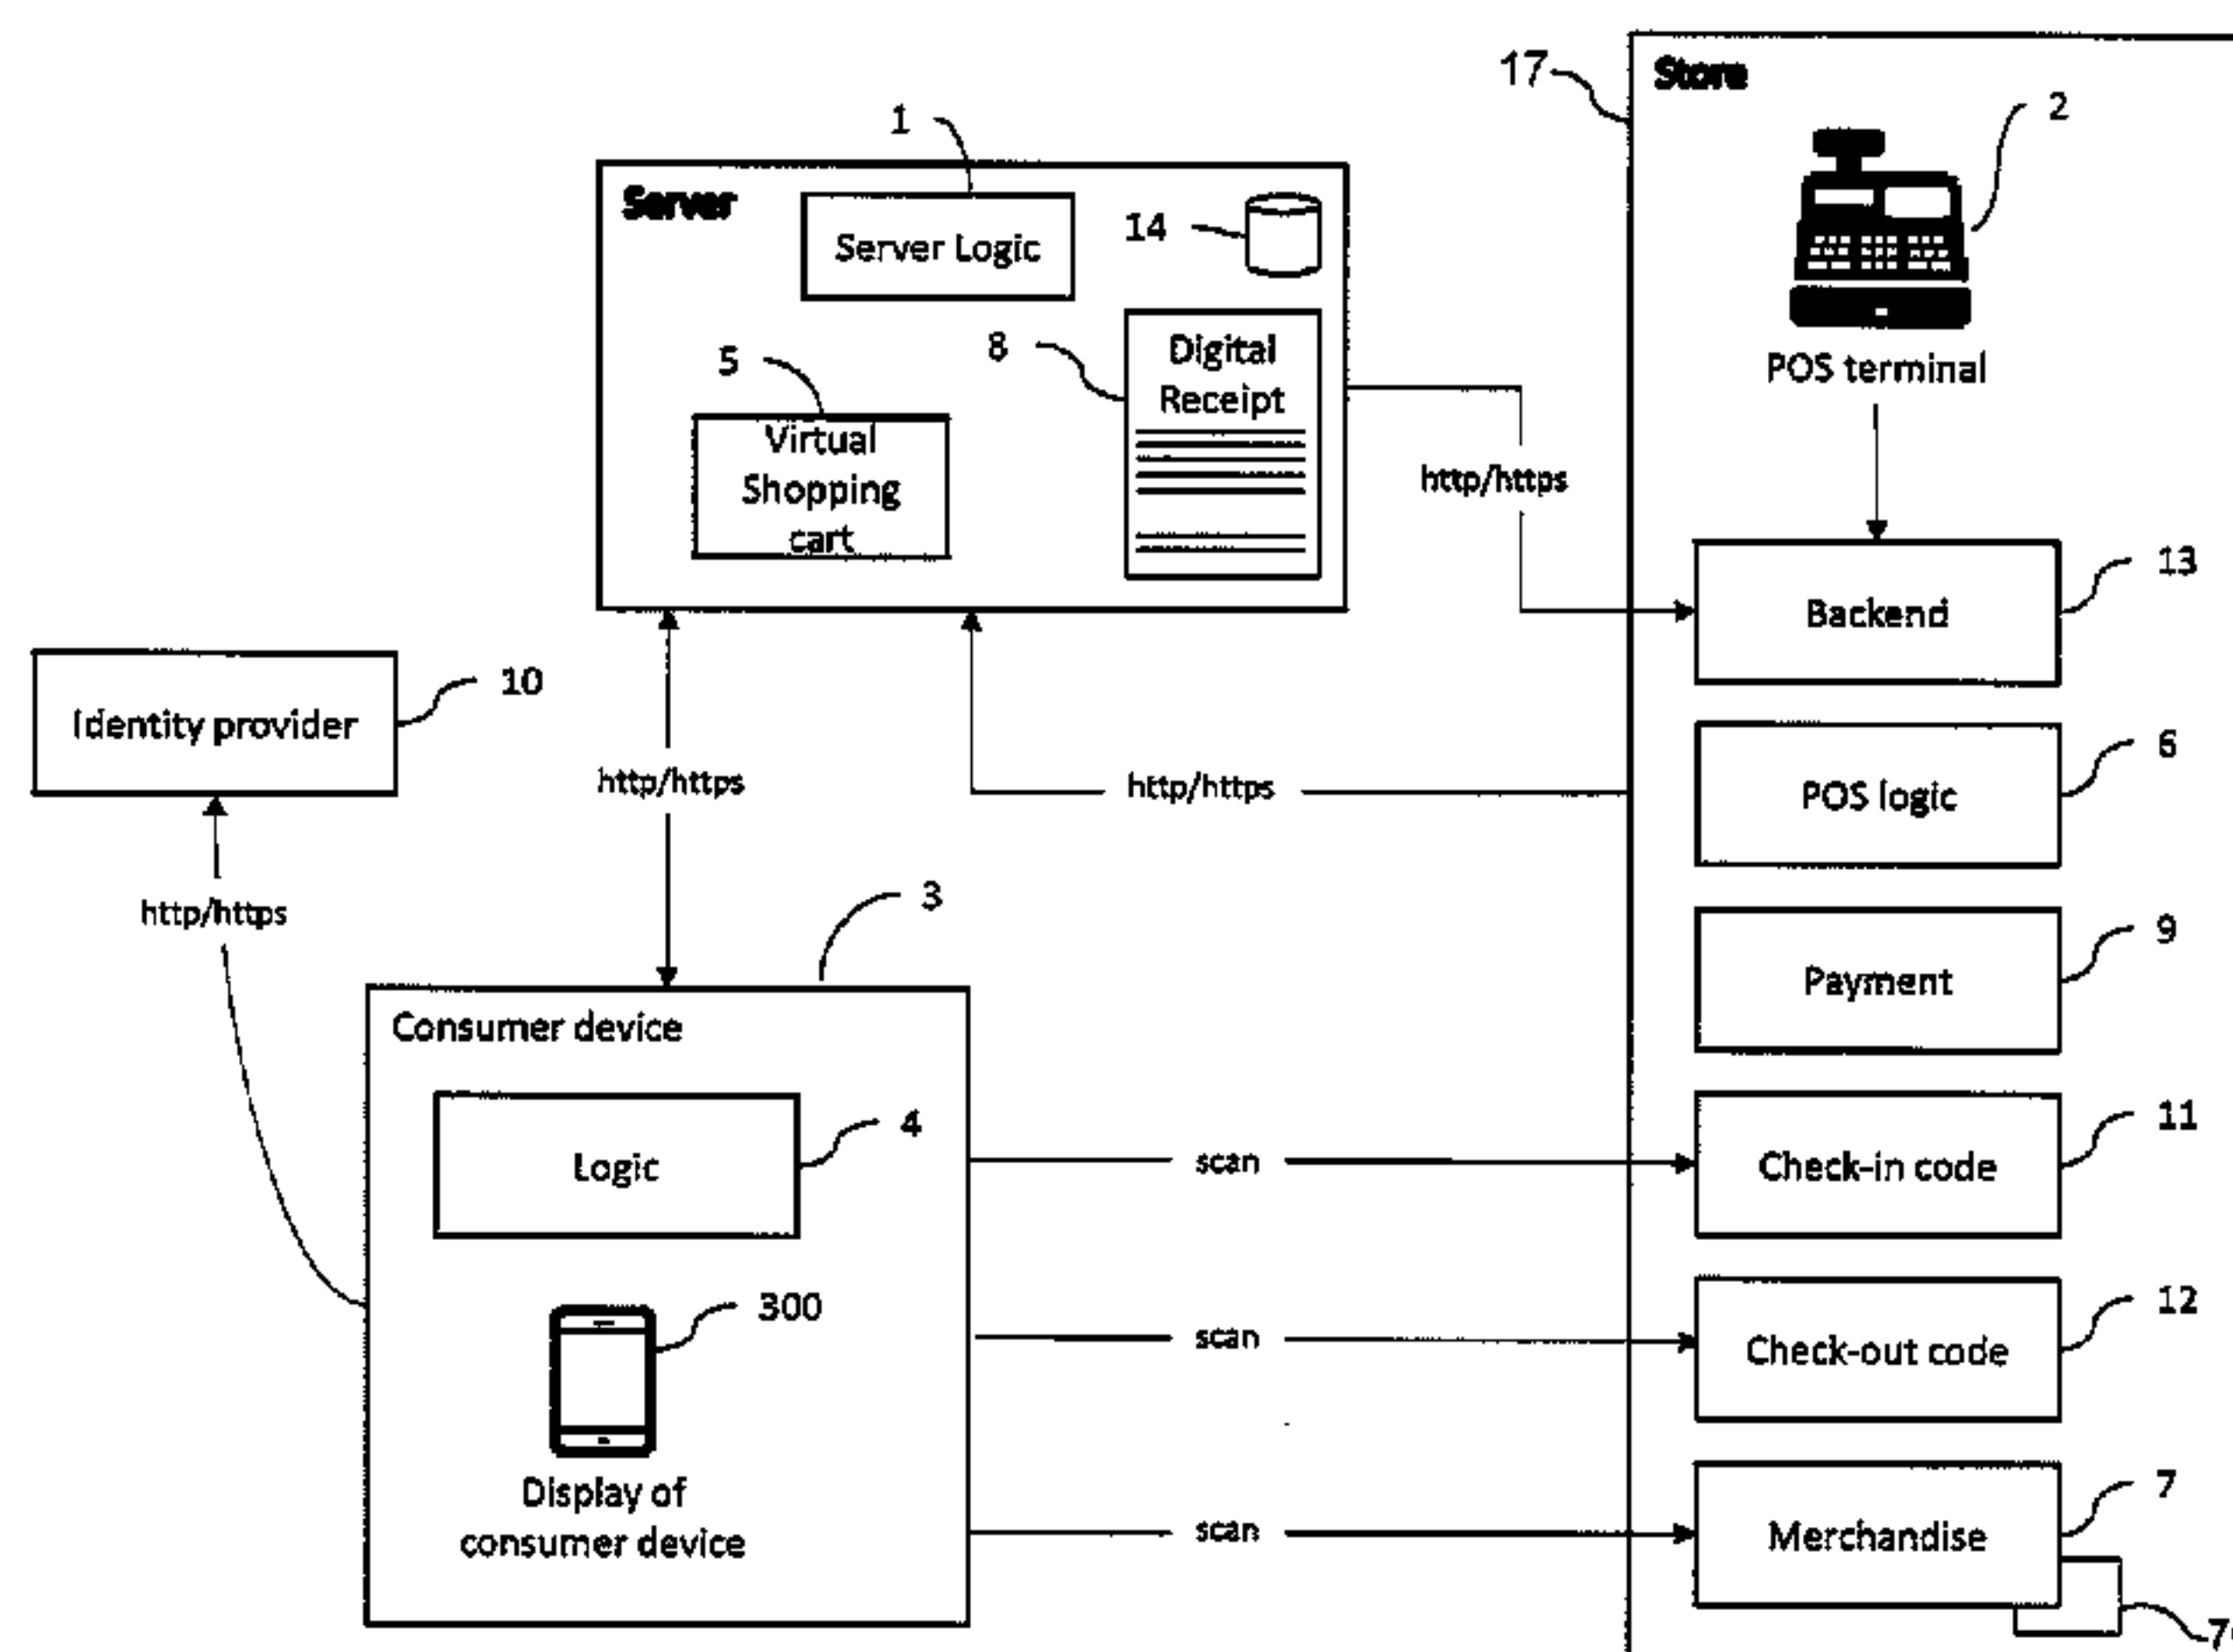 17
Store
2
1
Server
Server Logic
14
8
Digital
Receipt
5
Virtual
Shopping
cart
POS terminal
http/https
13
Backend
10
Identity provider
6
POS logic
http/https
http/https
http/https
3
9
Payment
Consumer device
Logic
4
scan
11
Check-in code
300
scan
12
Check-out code
Display of
consumer device
scan
7
Merchandise